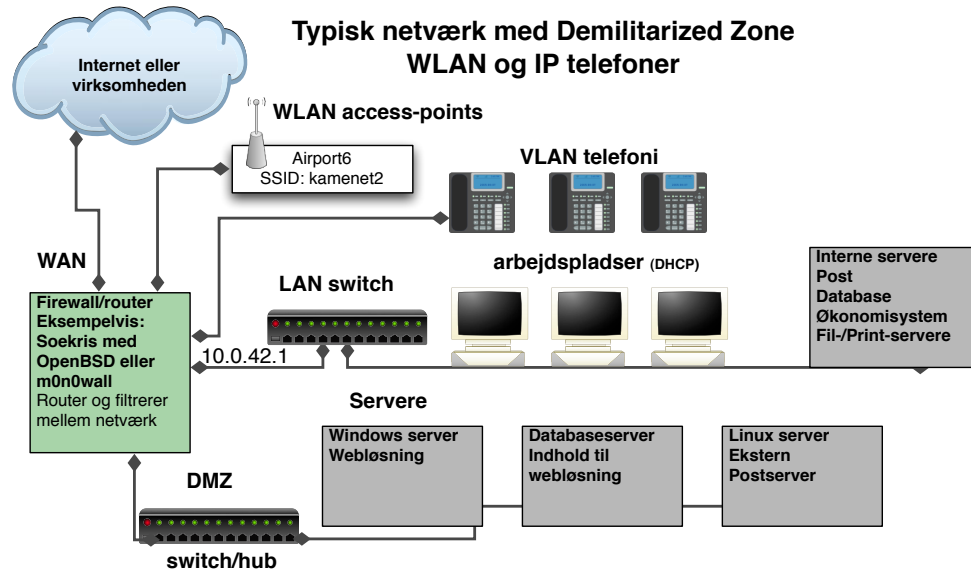 Typisk netværk med Demilitarized Zone
WLAN og IP telefoner
Internet eller
virksomheden
WLAN access-points
Airport6
SSID: kamenet2
VLAN telefoni
WAN
arbejdspladser (DHCP)
LAN switch
Interne servere
Post
Database
Økonomisystem
Fil-/Print-servere
Firewall/router
Eksempelvis:
Soekris med
OpenBSD eller
m0n0wall
Router og filtrerer
mellem netværk
10.0.42.1
Servere
Windows server
Webløsning
Databaseserver
Indhold til
webløsning
Linux server
Ekstern
Postserver
DMZ
switch/hub